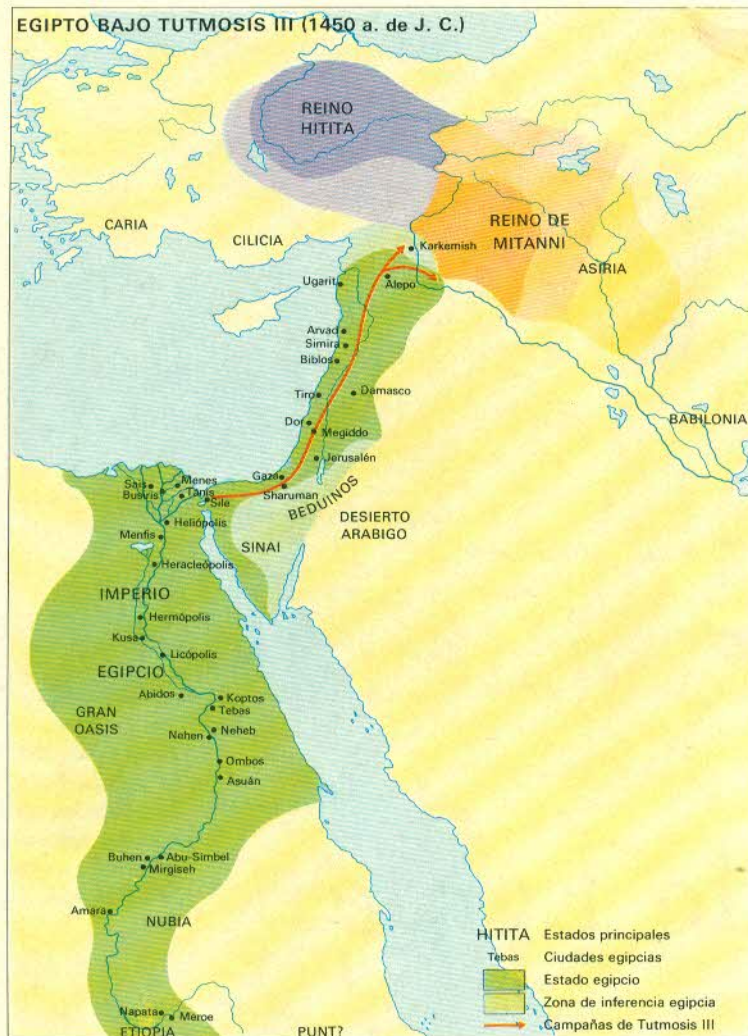 EGIPTO BAJO TUTMOSIS III (1450 a. de J. C.)
REINO
HITITA
REINO DE
MITANNI
CARIA
CILICIA
Karkemish
ASIRIA
Ugarit
Alepo
Arvad
Simira
Biblos
Tiro
Damasco
BABILONIA
Dor
Megiddo
Jerusalén
Gaza
Sharuman
BEDUINOS
Sais
Menes
Busiris
Tanis
Sile
DESIERTO
ARABIGO
Heliópolis
Menfis
SINAI
Heracleópolis
IMPERIO
Hermópolis
Kusa
Licópolis
EGIPCIO
Abidos
Koptos
Tebas
GRAN
OASIS
Neheb
Nehen
Ombos
Asuán
Buhen
Abu-Simbel
Mirgiseh
Amara
NUBIA
Napata
Meroe
ETIOPIA
PUNT?
HITITA Estados principales
Tebas Ciudades egipcias
Estado egipcio
Zona de inferencia egipcia
Campañas de Tutmosis III